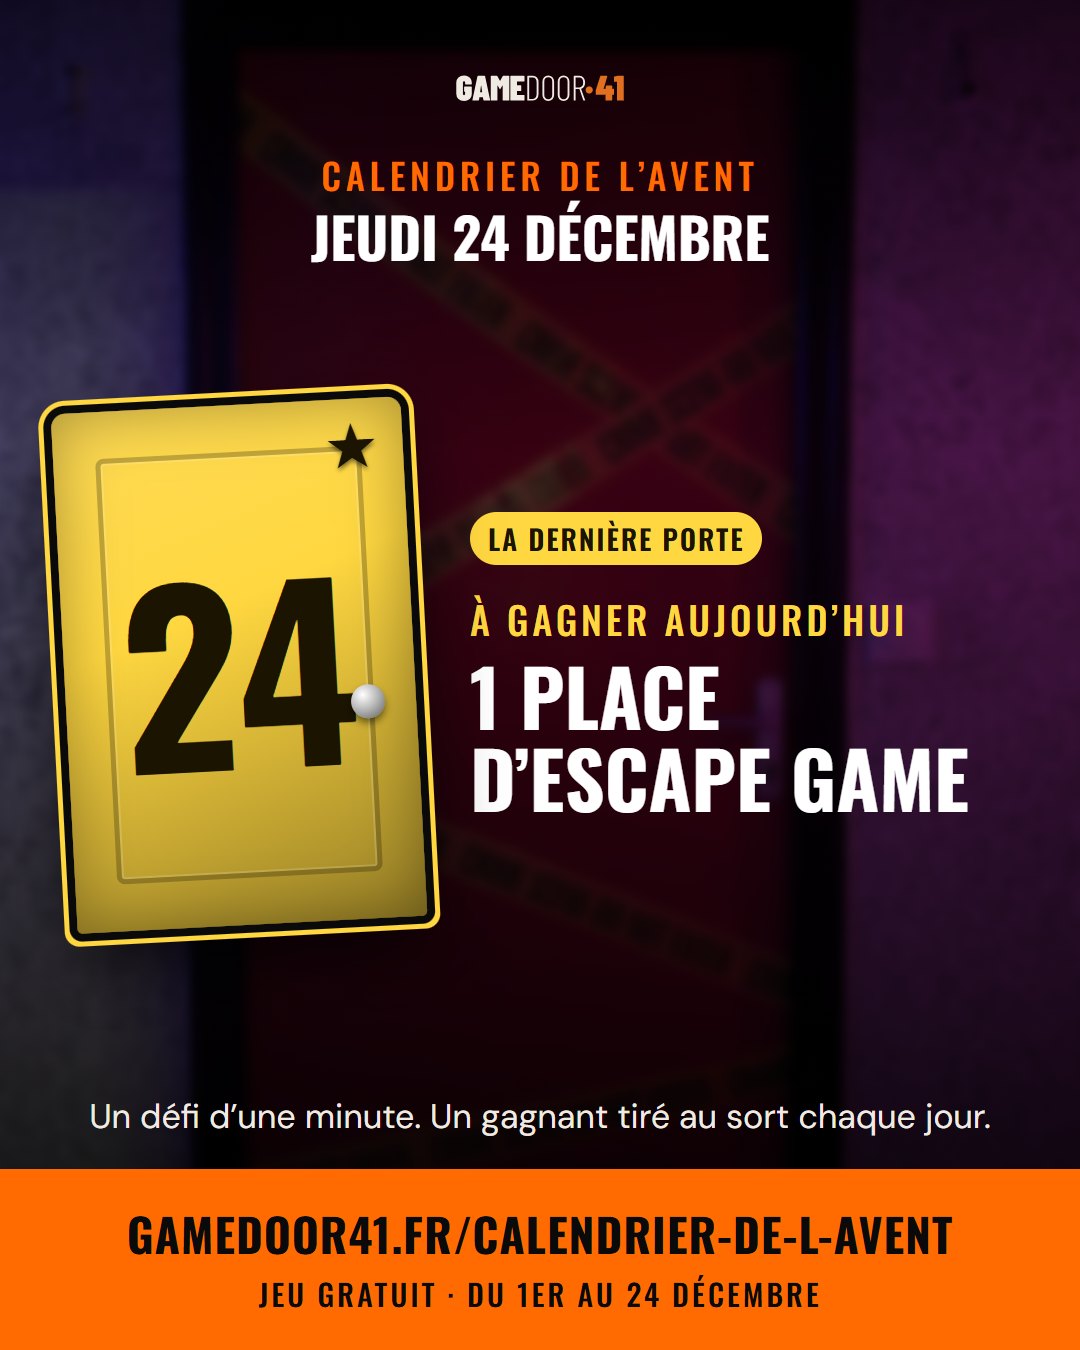 GAMEDOOR·41
CALENDRIER DE L’AVENT
JEUDI 24 DÉCEMBRE
24
LA DERNIÈRE PORTE
À GAGNER AUJOURD’HUI
1 PLACE
D’ESCAPE GAME
Un défi d’une minute. Un gagnant tiré au sort chaque jour.
GAMEDOOR41.FR/CALENDRIER-DE-L-AVENT
JEU GRATUIT · DU 1ER AU 24 DÉCEMBRE